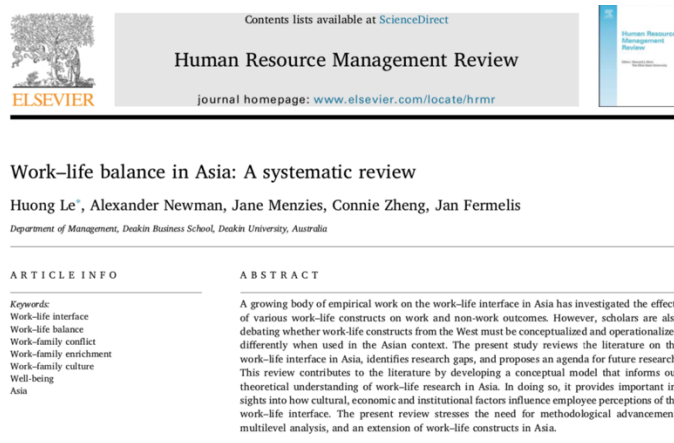 Contents lists available at ScienceDirect
Human Resource Management Review
journal homepage: www.elsevier.com/locate/hrmr
ELSEVIER
Human Resource
Management
Review
Work–life balance in Asia: A systematic review
Huong Le*, Alexander Newman, Jane Menzies, Connie Zheng, Jan Fermelis
Department of Management, Deakin Business School, Deakin University, Australia
ARTICLE INFO
Keywords:
Work–life interface
Work–life balance
Work–family conflict
Work–family enrichment
Work–family culture
Well-being
Asia
ABSTRACT
A growing body of empirical work on the work–life interface in Asia has investigated the effect
of various work–life constructs on work and non-work outcomes. However, scholars are als
debating whether work-life constructs from the West must be conceptualized and operationalize
differently when used in the Asian context. The present study reviews the literature on th
work–life interface in Asia, identifies research gaps, and proposes an agenda for future research
This review contributes to the literature by developing a conceptual model that informs ou
theoretical understanding of work–life research in Asia. In doing so, it provides important in
sights into how cultural, economic and institutional factors influence employee perceptions of th
work–life interface. The present review stresses the need for methodological advancemen
multilevel analysis, and an extension of work–life constructs in Asia.